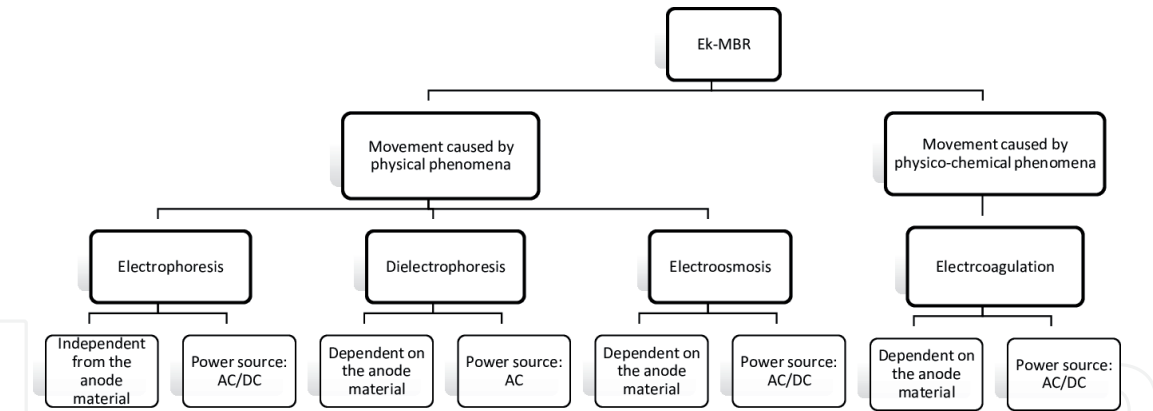 Ek-MBR
Movement caused by
physical phenomena
Movement caused by
physico-chemical phenomena
Electrophoresis
Dielectrophoresis
Electroosmosis
Electrcoagulation
Independent
from the
anode
material
Power source:
AC/DC
Dependent on
the anode
material
Power source:
AC
Dependent on
the anode
material
Power source:
AC/DC
Dependent on
the anode
material
Power source:
AC/DC